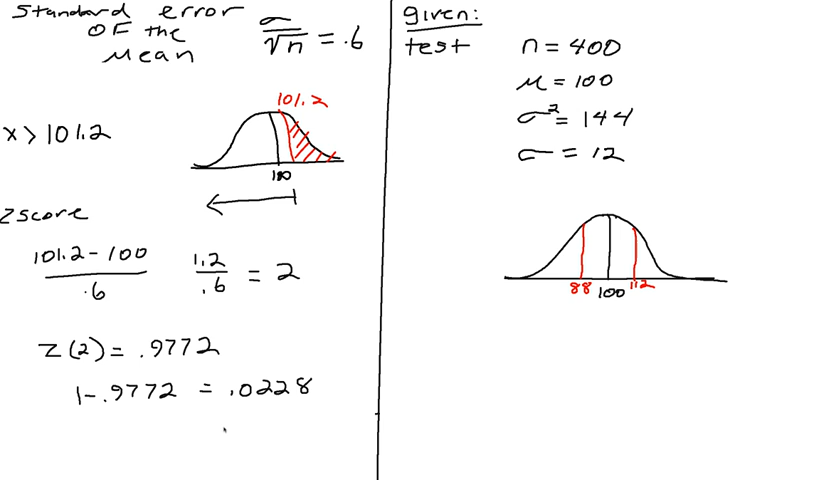 Standard error
OF the
Mean
σ/√n = .6
x > 101.2
101.2
100
Z score
(101.2 - 100)/.6
1.2/.6 = 2
Z(2) = .9772
1 - .9772 = .0228
given:
test
n = 400
μ = 100
σ² = 144
σ = 12
88 100 112